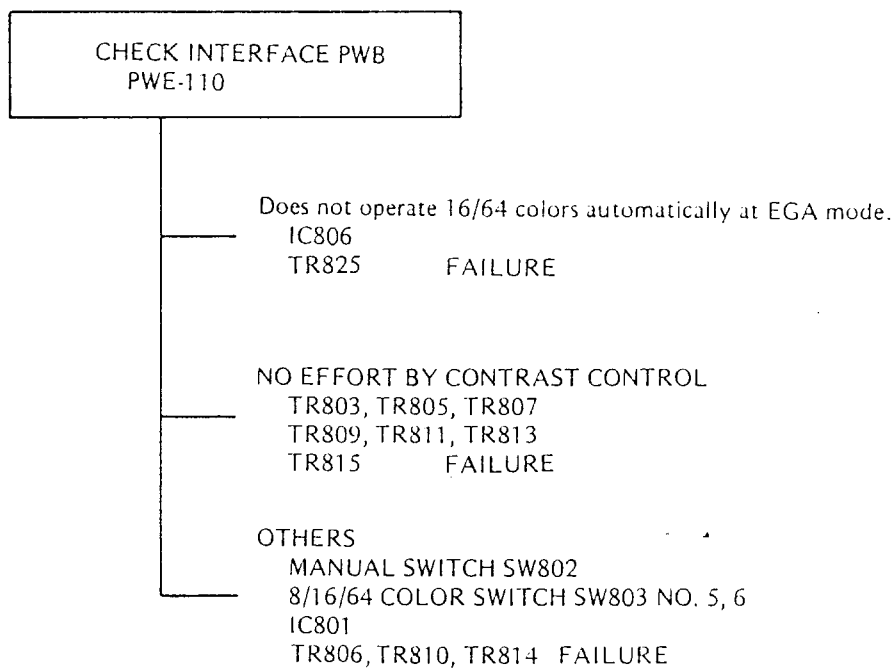 CHECK INTERFACE PWB
PWE-110
Does not operate 16/64 colors automatically at EGA mode.
IC806
TR825 FAILURE
NO EFFORT BY CONTRAST CONTROL
TR803, TR805, TR807
TR809, TR811, TR813
TR815 FAILURE
OTHERS
MANUAL SWITCH SW802
8/16/64 COLOR SWITCH SW803 NO. 5, 6
IC801
TR806, TR810, TR814 FAILURE